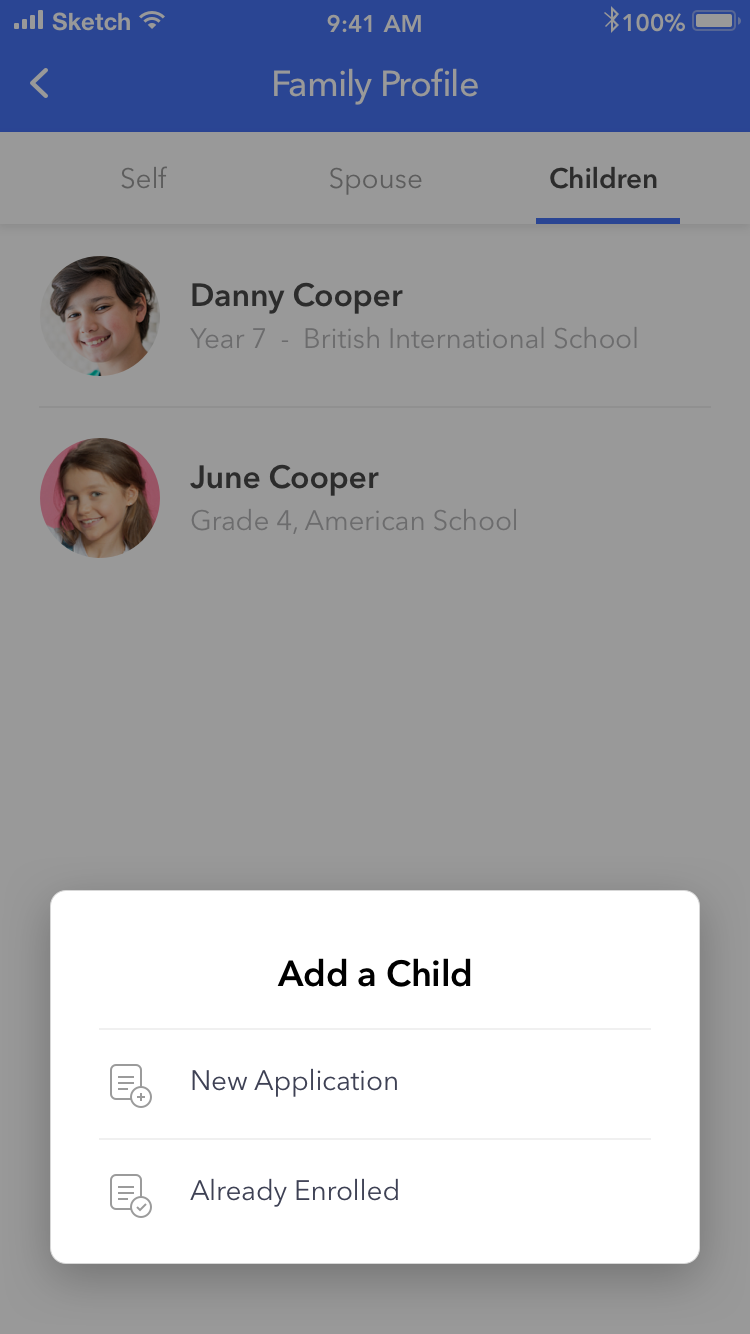 Sketch 9:41 AM 100%
Family Profile
Self Spouse Children
Danny Cooper
Year 7 - British International School
June Cooper
Grade 4, American School
Add a Child
New Application
Already Enrolled